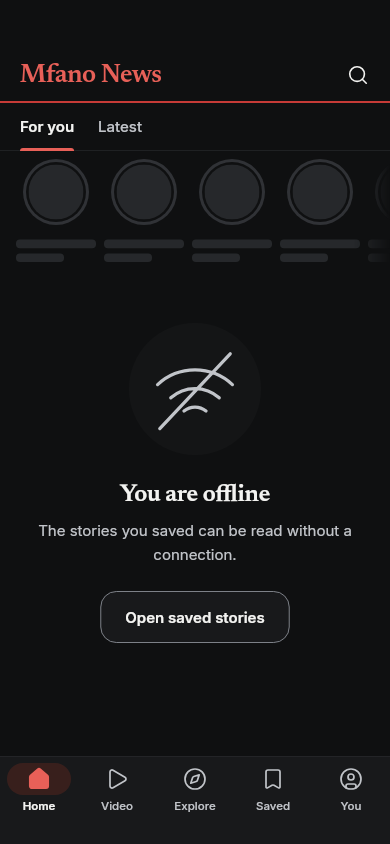 Mfano News
For you
Latest
You are offline
The stories you saved can be read without a
connection.
Open saved stories
Home
Video
Explore
Saved
You